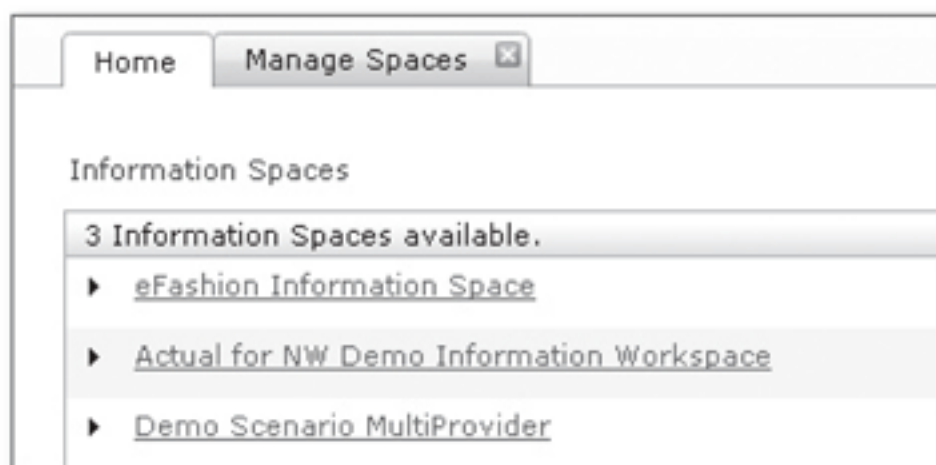 Home
Manage Spaces
Information Spaces
3 Information Spaces available.
eFashion Information Space
Actual for NW Demo Information Workspace
Demo Scenario MultiProvider